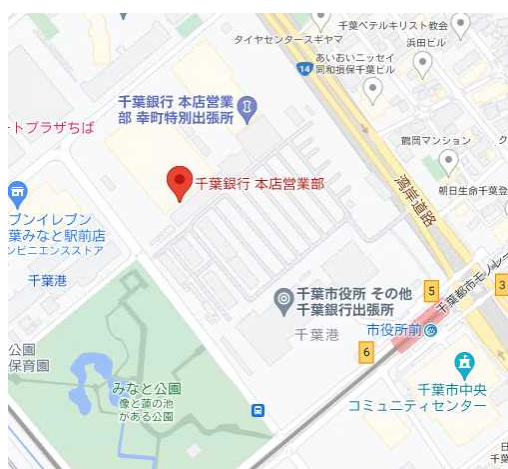 千葉ベテルキリスト教会
タイヤセンタースギヤマ
浜田ビル
あいおいニッセイ
同和損保千葉ビル
14
千葉銀行 本店営業
部 幸町特別出張所
ートプラザちば
鶴岡マンション
ク
千葉銀行 本店営業部
朝日生命千葉登
湾岸道路
ブンイレブン
葉みなと駅前店
ンビニエンスストア
千葉港
千葉市役所 その他
千葉銀行出張所
千葉港
5
千葉都市モノレー
3
市役所前
6
公園
保育園
みなと公園
像と蓮の池
がある公園
千葉市中央
コミュニティセンター
日
千葉